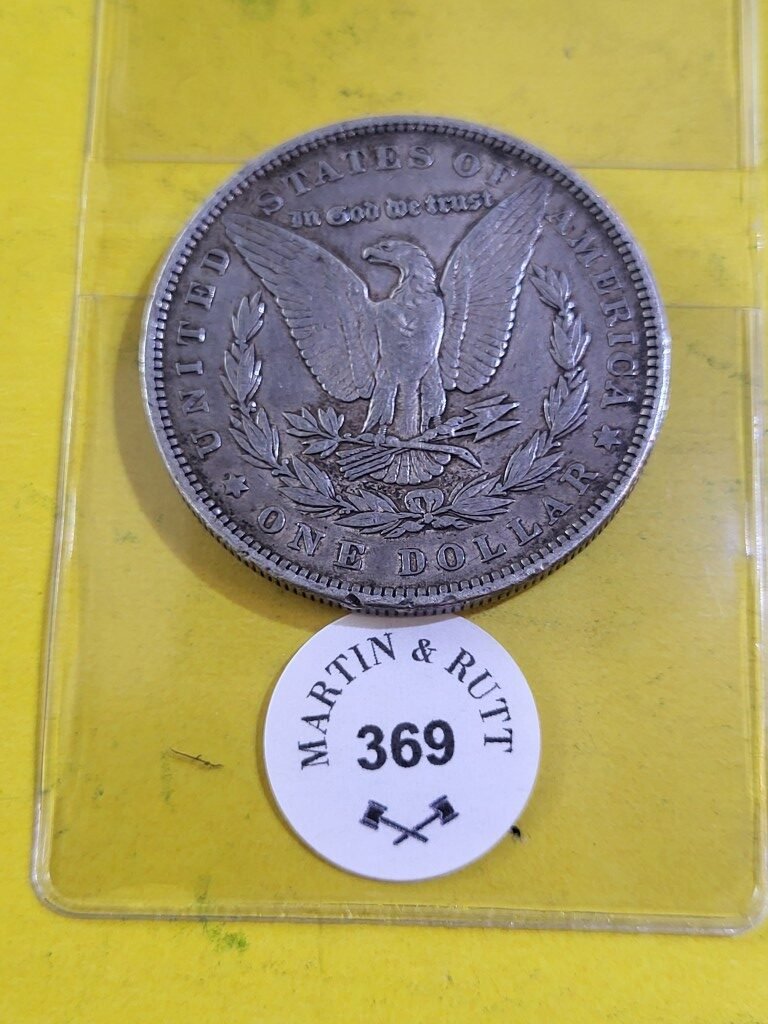 UNITED STATES OF AMERICA
In God we trust
ONE DOLLAR
MARTIN & RUTT
369